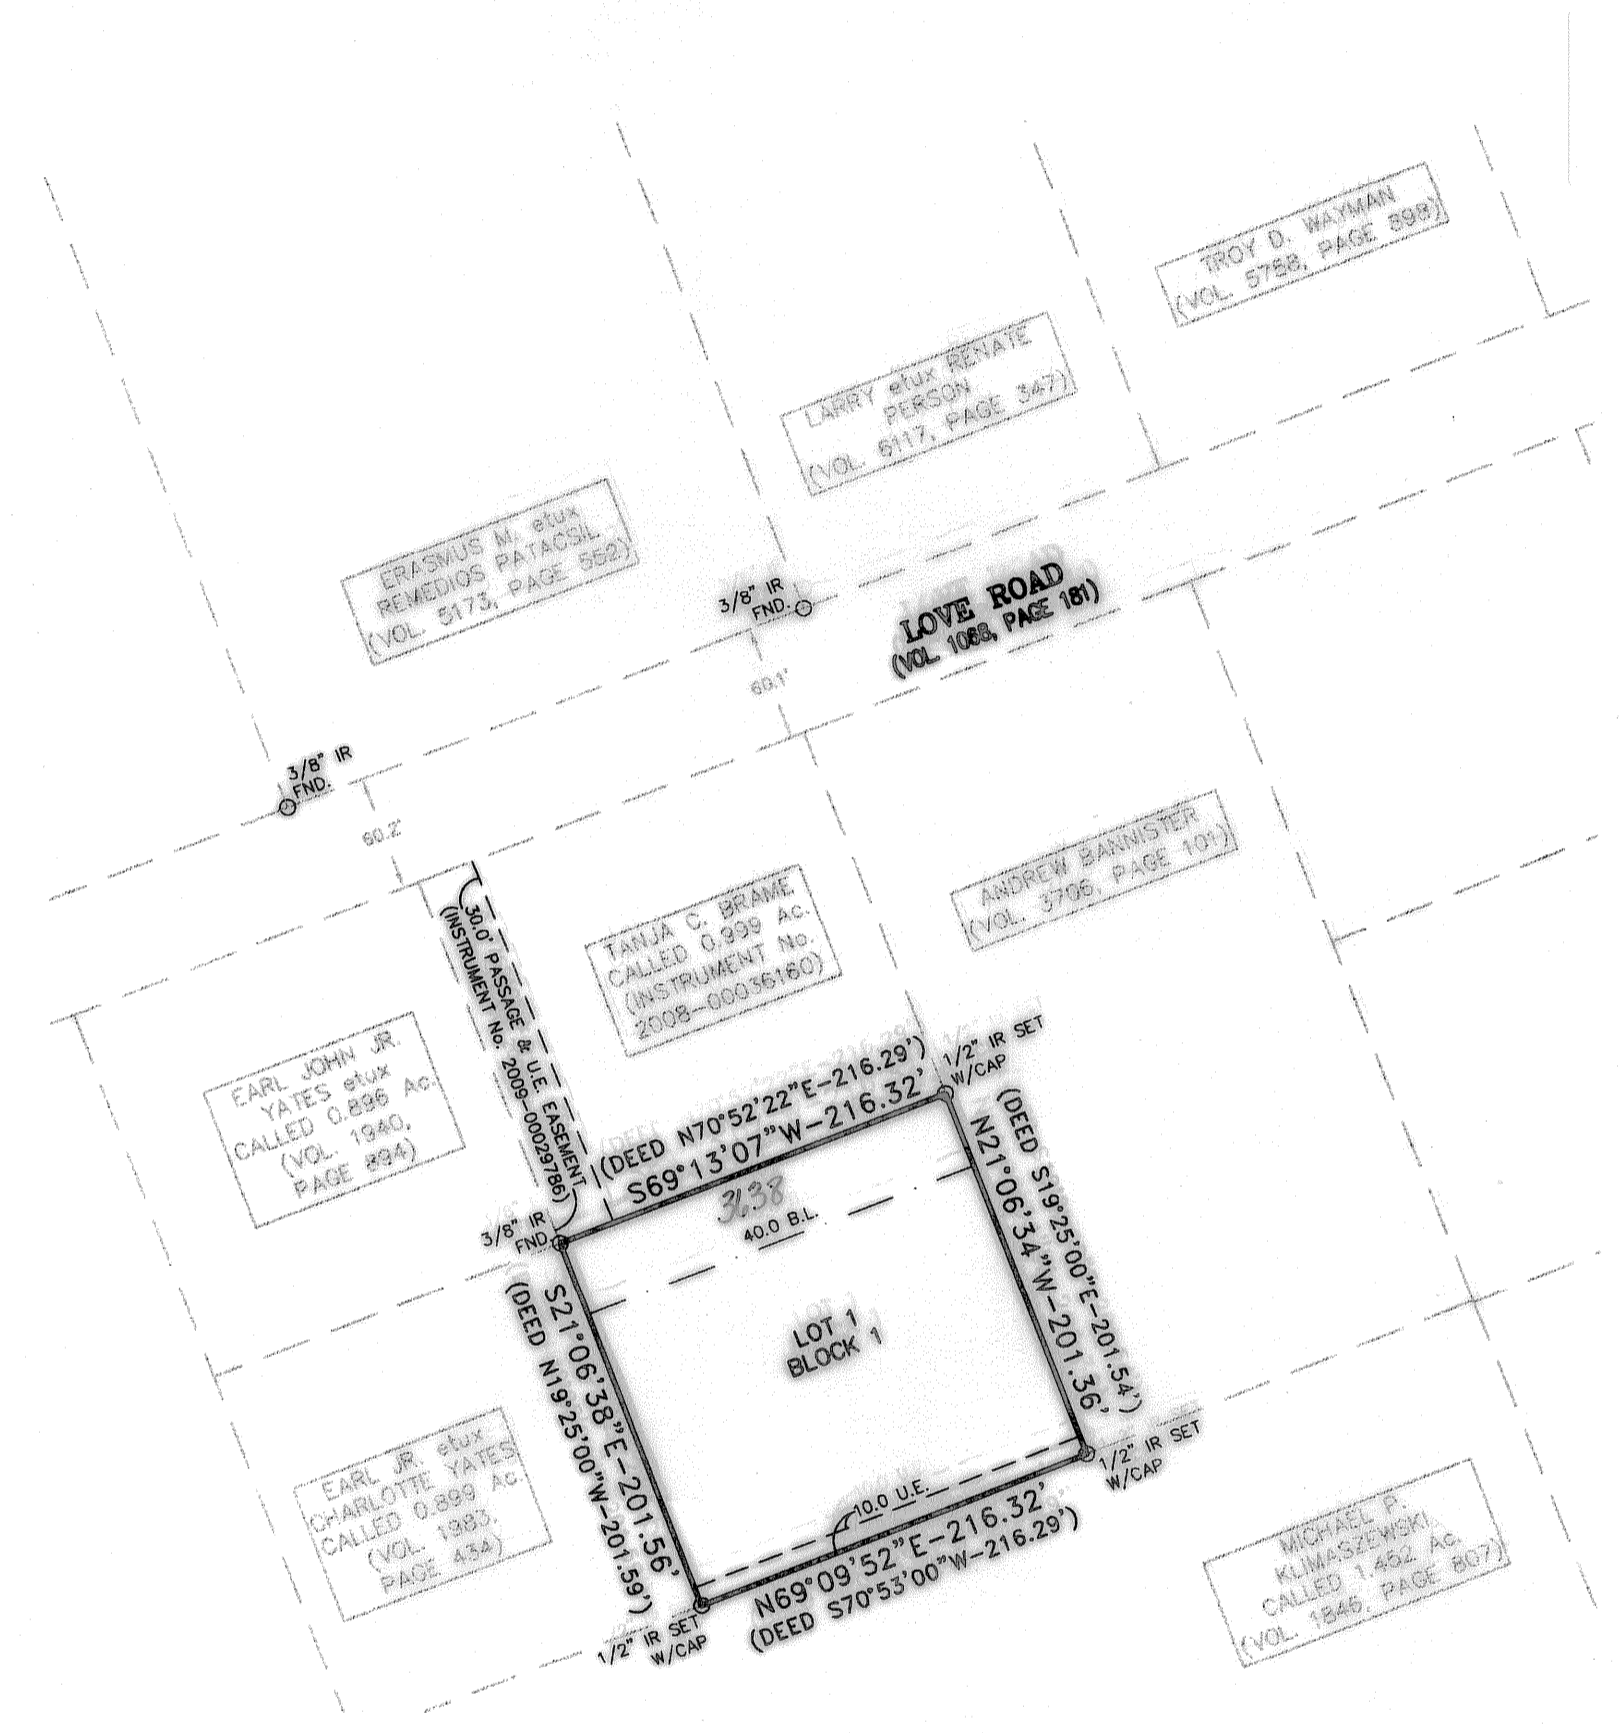 TROY D. WAYMAN
(VOL. 5768, PAGE 898)
LARRY etux RENATE
PERSON
(VOL. 6117, PAGE 347)
ERASMUS M. etux
REMEDIOS PATACSIL
(VOL. 5173, PAGE 552)
3/8" IR
FND.
LOVE ROAD
(VOL. 1068, PAGE 181)
60.1'
3/8" IR
FND.
60.2'
30.0' PASSAGE & U.E. EASEMENT
(INSTRUMENT No. 2009-00029786)
TANJA C. BRAME
CALLED 0.999 Ac.
(INSTRUMENT No.
2008-00036160)
ANDREW BANNISTER
(VOL. 3706, PAGE 101)
EARL JOHN JR.
YATES etux
CALLED 0.896 Ac.
(VOL. 1940,
PAGE 894)
1/2" IR SET
W/CAP
(DEED N70°52'22"E-216.29')
S69°13'07"W-216.32'
3638
40.0 B.L.
3/8" IR
FND.
(DEED S19°25'00"E-201.54')
N21°06'34"W-201.36'
S21°06'38"E-201.56'
(DEED N19°25'00"W-201.59')
LOT 1
BLOCK 1
10.0 U.E.
N69°09'52"E-216.32'
(DEED S70°53'00"W-216.29')
1/2" IR SET
W/CAP
1/2" IR SET
W/CAP
EARL JR. etux
CHARLOTTE YATES
CALLED 0.899 Ac.
(VOL. 1983,
PAGE 434)
MICHAEL P.
KLIMASZEWSKI
CALLED 1.462 Ac.
(VOL. 1846, PAGE 807)